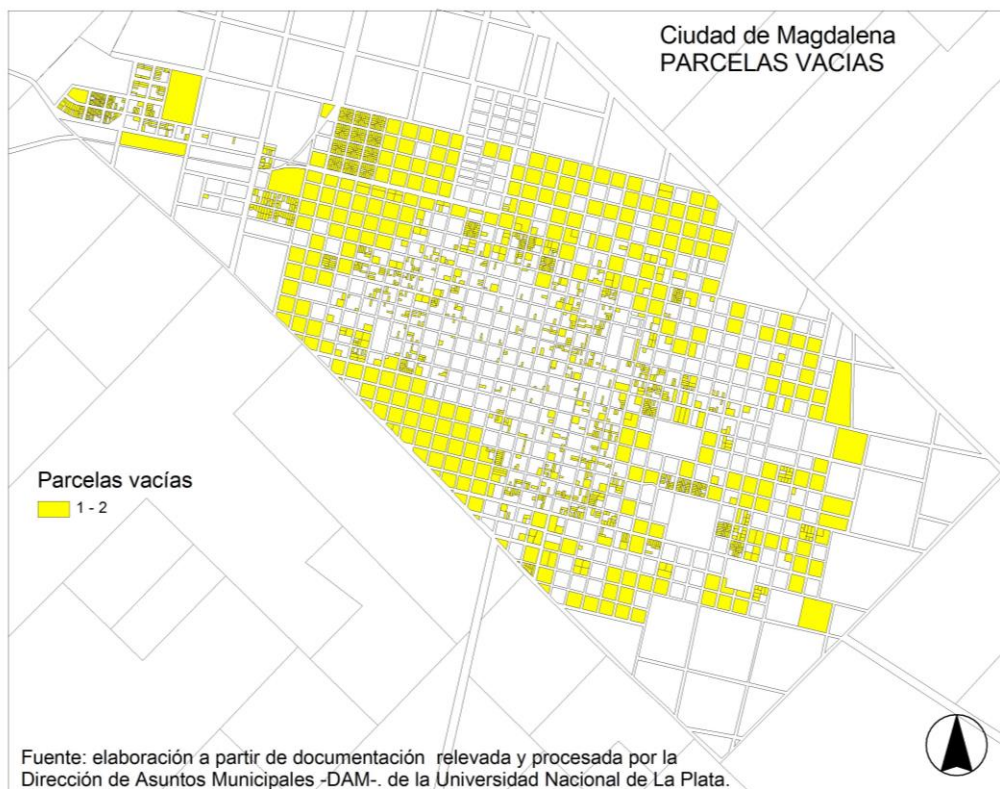 Ciudad de Magdalena
PARCELAS VACIAS
Parcelas vacías
1 - 2
Fuente: elaboración a partir de documentación relevada y procesada por la
Dirección de Asuntos Municipales -DAM-. de la Universidad Nacional de La Plata.